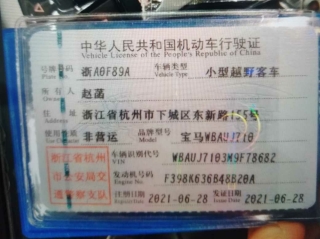 中华人民共和国机动车行驶证
Vehicle License of the People's Republic of China
号牌号码 浙A0F89A 车辆类型 小型越野客车
Plate No. Vehicle Type
所有人 赵蔼
Owner
住址 浙江省杭州市下城区东新路
Address
使用性质 非营运 品牌型号 宝马WBAUJ710
Use Character Model
浙江省杭州市公安局交通警察支队
车辆识别代号 WBAUJ7103M9F78682
VIN
发动机号码 F398K636B48B20A
Engine No.
注册日期 2021-06-28 发证日期 2021-06-28
Register Date Issue Date